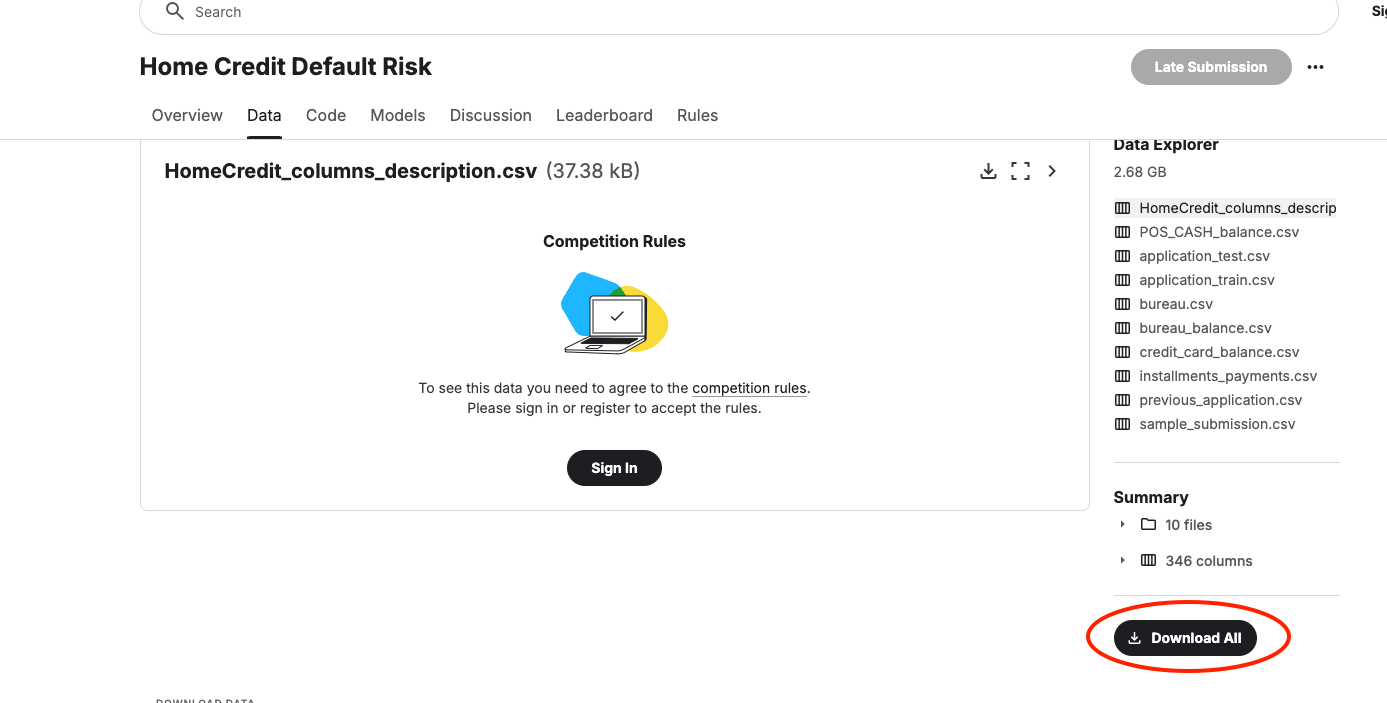 Search
Home Credit Default Risk
Late Submission
Overview
Data
Code
Models
Discussion
Leaderboard
Rules
HomeCredit_columns_description.csv (37.38 kB)
Competition Rules
To see this data you need to agree to the competition rules.
Please sign in or register to accept the rules.
Sign In
Data Explorer
2.68 GB
HomeCredit_columns_descrip
POS_CASH_balance.csv
application_test.csv
application_train.csv
bureau.csv
bureau_balance.csv
credit_card_balance.csv
installments_payments.csv
previous_application.csv
sample_submission.csv
Summary
10 files
346 columns
Download All
DOWNLOAD DATA